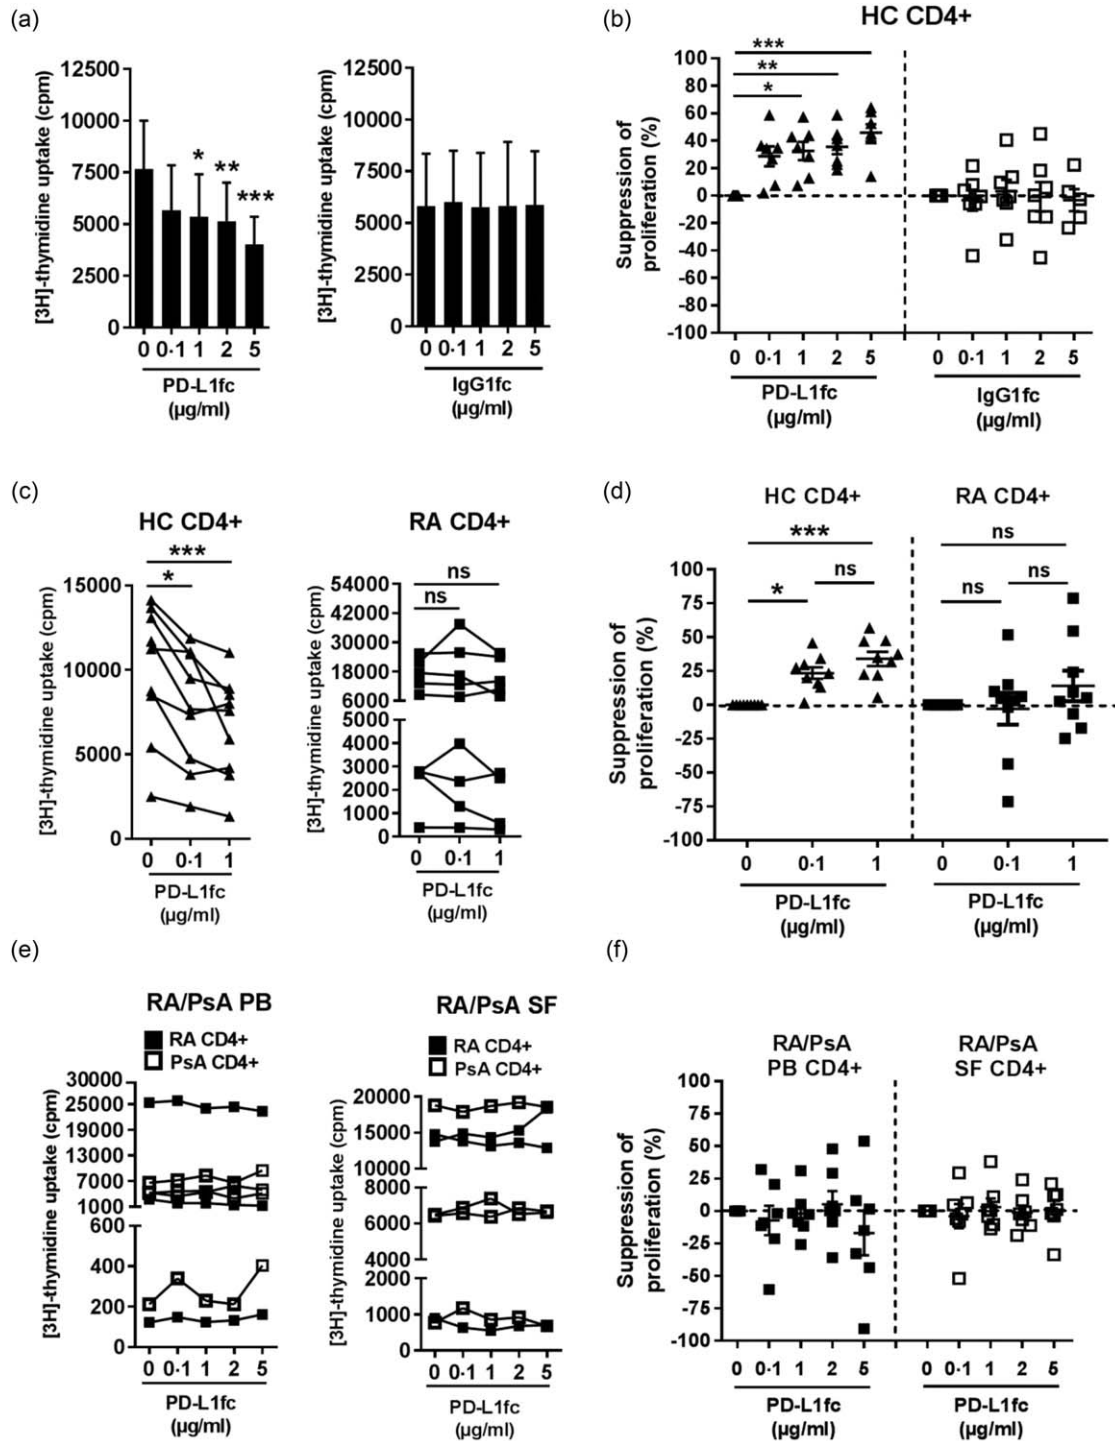 (a)
12500
10000
7500
5000
2500
0
[3H]-thymidine uptake (cpm)
*
**
***
0 0·1 1 2 5
PD-L1fc
(µg/ml)
12500
10000
7500
5000
2500
0
[3H]-thymidine uptake (cpm)
0 0·1 1 2 5
IgG1fc
(µg/ml)
(b)
HC CD4+
100
80
60
40
20
0
-20
-40
-60
-80
-100
Suppression of
proliferation (%)
***
**
*
0 0·1 1 2 5
PD-L1fc
(µg/ml)
0 0·1 1 2 5
IgG1fc
(µg/ml)
(c)
HC CD4+
***
*
15000
10000
5000
0
[3H]-thymidine uptake (cpm)
0 0·1 1
PD-L1fc
(µg/ml)
RA CD4+
ns
ns
54000
42000
30000
18000
6000
5000
4000
3000
2000
1000
0
[3H]-thymidine uptake (cpm)
0 0·1 1
PD-L1fc
(µg/ml)
(d)
HC CD4+
RA CD4+
***
*
ns
ns
ns
ns
100
75
50
25
0
-25
-50
-75
-100
Suppression of
proliferation (%)
0 0·1 1
PD-L1fc
(µg/ml)
0 0·1 1
PD-L1fc
(µg/ml)
(e)
RA/PsA PB
RA CD4+
PsA CD4+
30000
25000
19000
13000
7000
1000
600
400
200
0
[3H]-thymidine uptake (cpm)
0 0·1 1 2 5
PD-L1fc
(µg/ml)
RA/PsA SF
RA CD4+
PsA CD4+
20000
15000
10000
8000
6000
4000
2000
1000
0
[3H]-thymidine uptake (cpm)
0 0·1 1 2 5
PD-L1fc
(µg/ml)
(f)
RA/PsA
PB CD4+
RA/PsA
SF CD4+
100
75
50
25
0
-25
-50
-75
-100
Suppression of
proliferation (%)
0 0·1 1 2 5
PD-L1fc
(µg/ml)
0 0·1 1 2 5
PD-L1fc
(µg/ml)